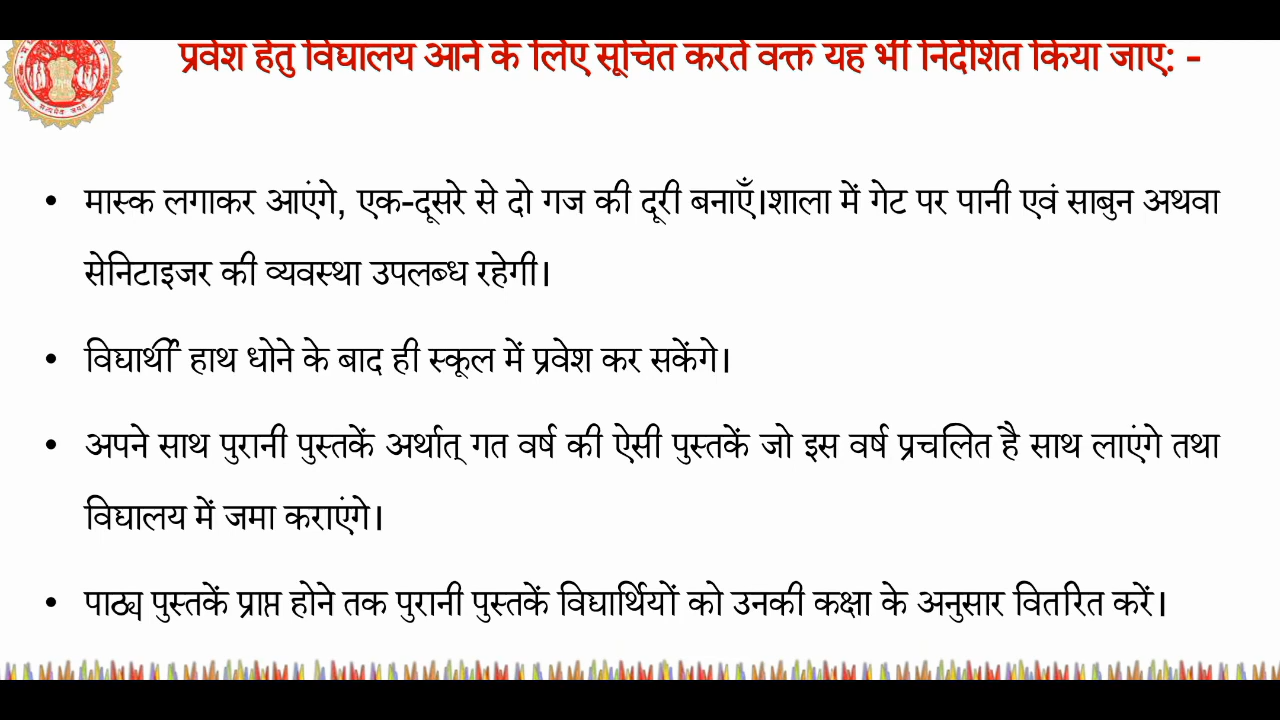 प्रवेश हेतु विद्यालय आने के लिए सूचित करते वक्त यह भी निर्देशित किया जाए: -
• मास्क लगाकर आएंगे, एक-दूसरे से दो गज की दूरी बनाएँ।शाला में गेट पर पानी एवं साबुन अथवा
सेनिटाइजर की व्यवस्था उपलब्ध रहेगी।
• विद्यार्थी हाथ धोने के बाद ही स्कूल में प्रवेश कर सकेंगे।
• अपने साथ पुरानी पुस्तकें अर्थात् गत वर्ष की ऐसी पुस्तकें जो इस वर्ष प्रचलित है साथ लाएंगे तथा
विद्यालय में जमा कराएंगे।
• पाठ्य पुस्तकें प्राप्त होने तक पुरानी पुस्तकें विद्यार्थियों को उनकी कक्षा के अनुसार वितरित करें।